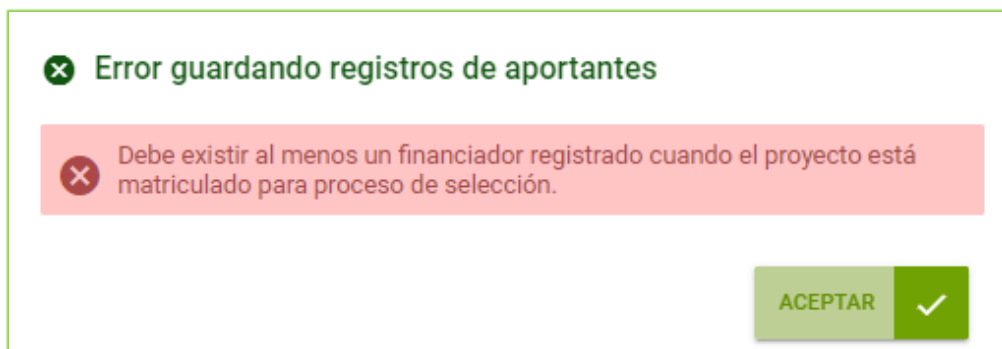 Error guardando registros de aportantes
Debe existir al menos un financiador registrado cuando el proyecto está
matriculado para proceso de selección.
ACEPTAR